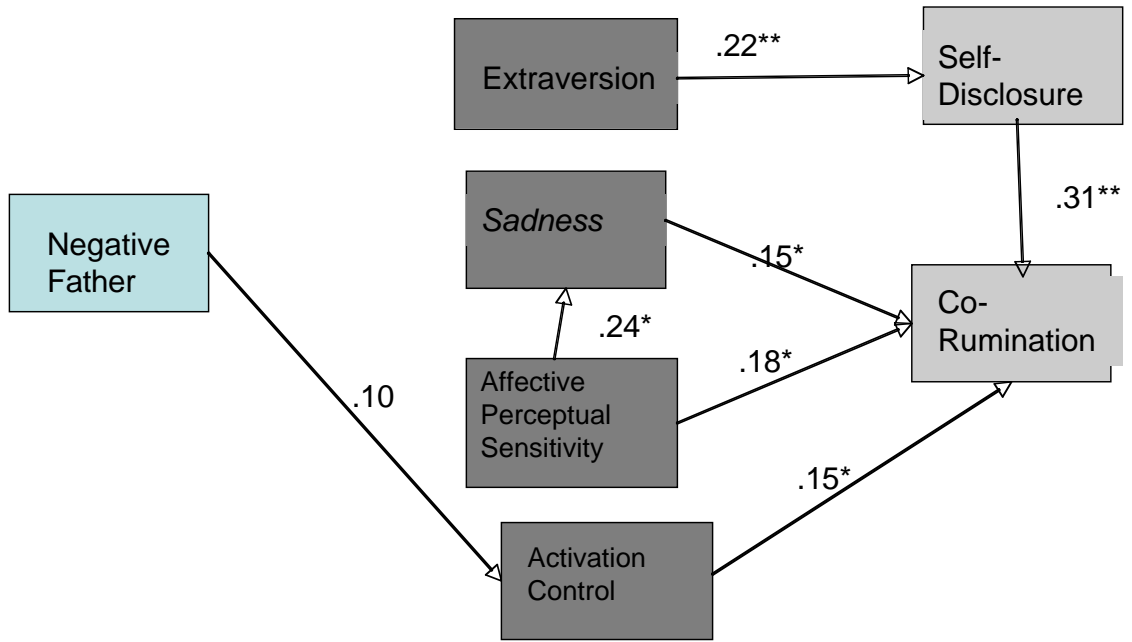 .22**
Extraversion
Self-
Disclosure
.31**
Sadness
Negative
Father
.15*
Co-
Rumination
.24*
.18*
Affective
Perceptual
Sensitivity
.10
.15*
Activation
Control